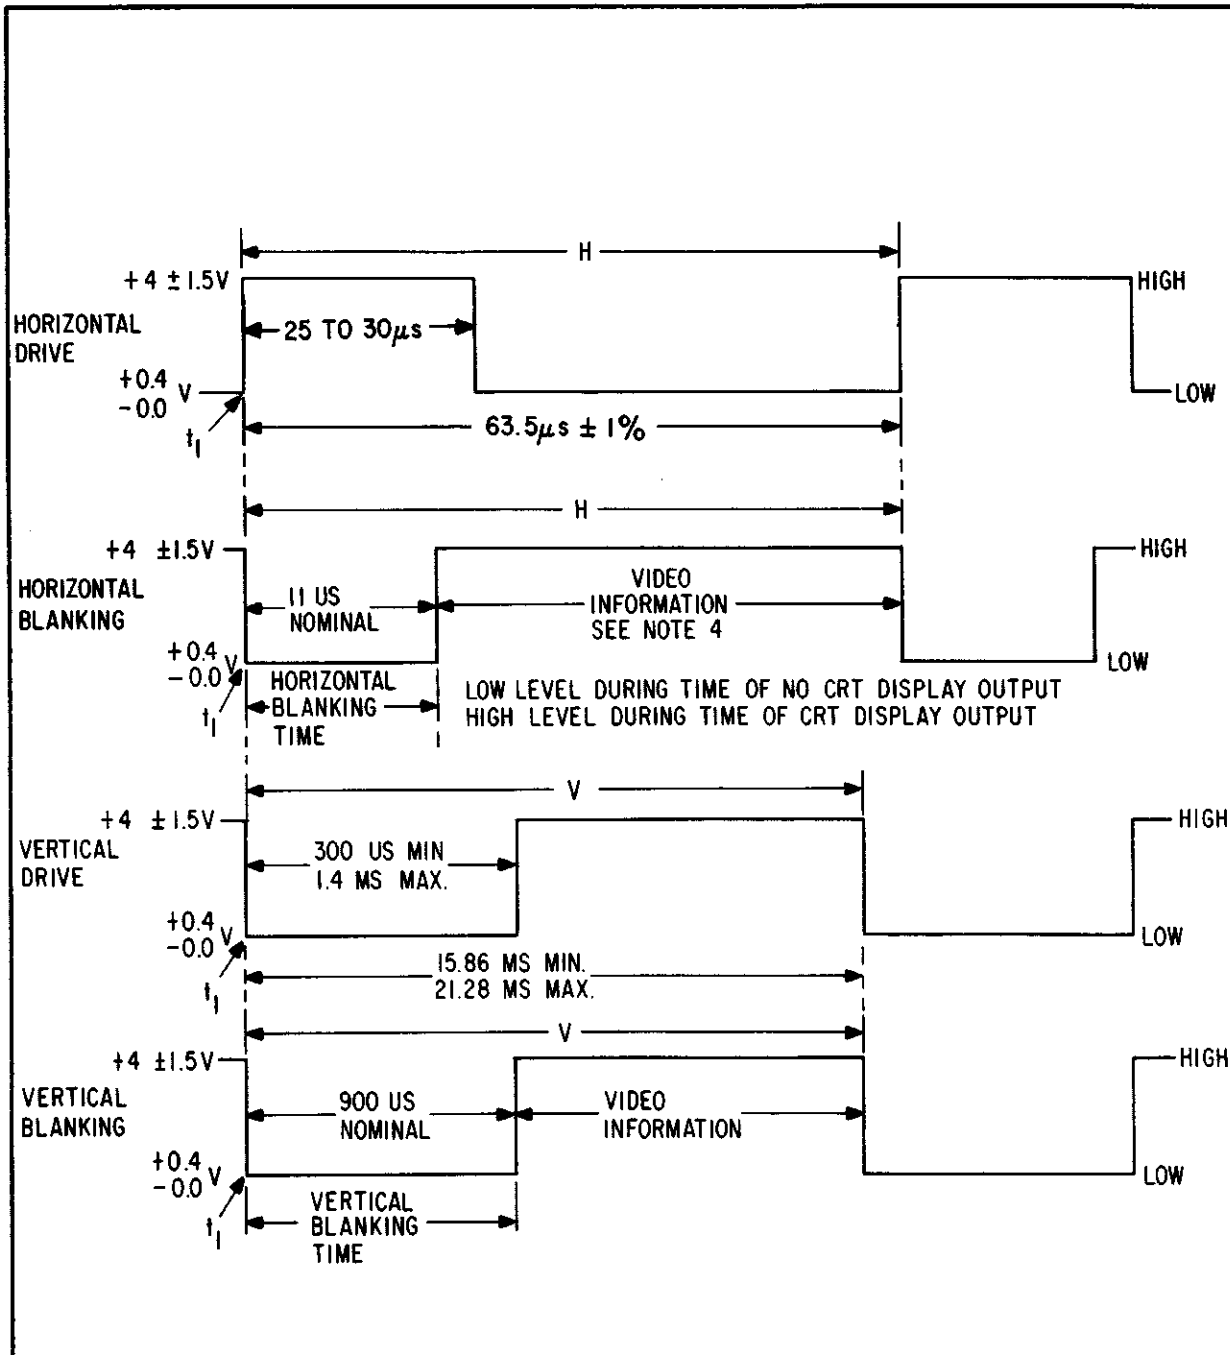 H
+4 ±1.5V
HIGH
HORIZONTAL
DRIVE
25 TO 30µs
+0.4
-0.0 V
LOW
t1
63.5µs ± 1%
H
+4 ±1.5V
HIGH
HORIZONTAL
BLANKING
11 US
NOMINAL
VIDEO
INFORMATION
SEE NOTE 4
+0.4
-0.0 V
LOW
t1
HORIZONTAL
BLANKING
TIME
LOW LEVEL DURING TIME OF NO CRT DISPLAY OUTPUT
HIGH LEVEL DURING TIME OF CRT DISPLAY OUTPUT
V
+4 ±1.5V
HIGH
VERTICAL
DRIVE
300 US MIN
1.4 MS MAX.
+0.4
-0.0 V
LOW
t1
15.86 MS MIN.
21.28 MS MAX.
V
+4 ±1.5V
HIGH
VERTICAL
BLANKING
900 US
NOMINAL
VIDEO
INFORMATION
+0.4
-0.0 V
LOW
t1
VERTICAL
BLANKING
TIME